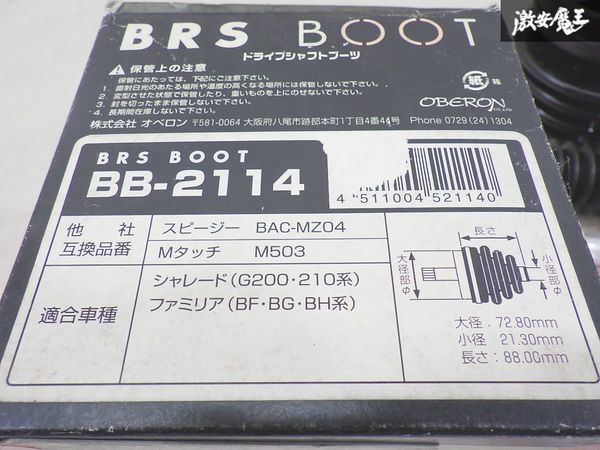 激安魔王
BRS BOOT
ドライブシャフトブーツ
⚠保管上の注意
保管にあたっては、下記にご注意下さい。
1. 直射日光のあたる場所や温度の高くなる場所には保管しないで下さい。
2. 変型させた状態で保管したり、重いものを上にのせないで下さい。
3. 封を切ったまま保管しないで下さい。
4. 長期間在庫しないで下さい。
紙 箱
OBERON
CO.,LTD.
株式会社 オベロン 〒581-0064 大阪府八尾市跡部本町1丁目4番44号 Phone 0729(24)1304
BRS BOOT
BB-2114
4 511004 521140
他社互換品番
スピージー BAC-MZ04
Mタッチ M503
適合車種
シャレード(G200・210系)
ファミリア(BF・BG・BH系)
長さ
大径部φ
小径部φ
大径:72.80mm
小径:21.30mm
長さ:88.00mm